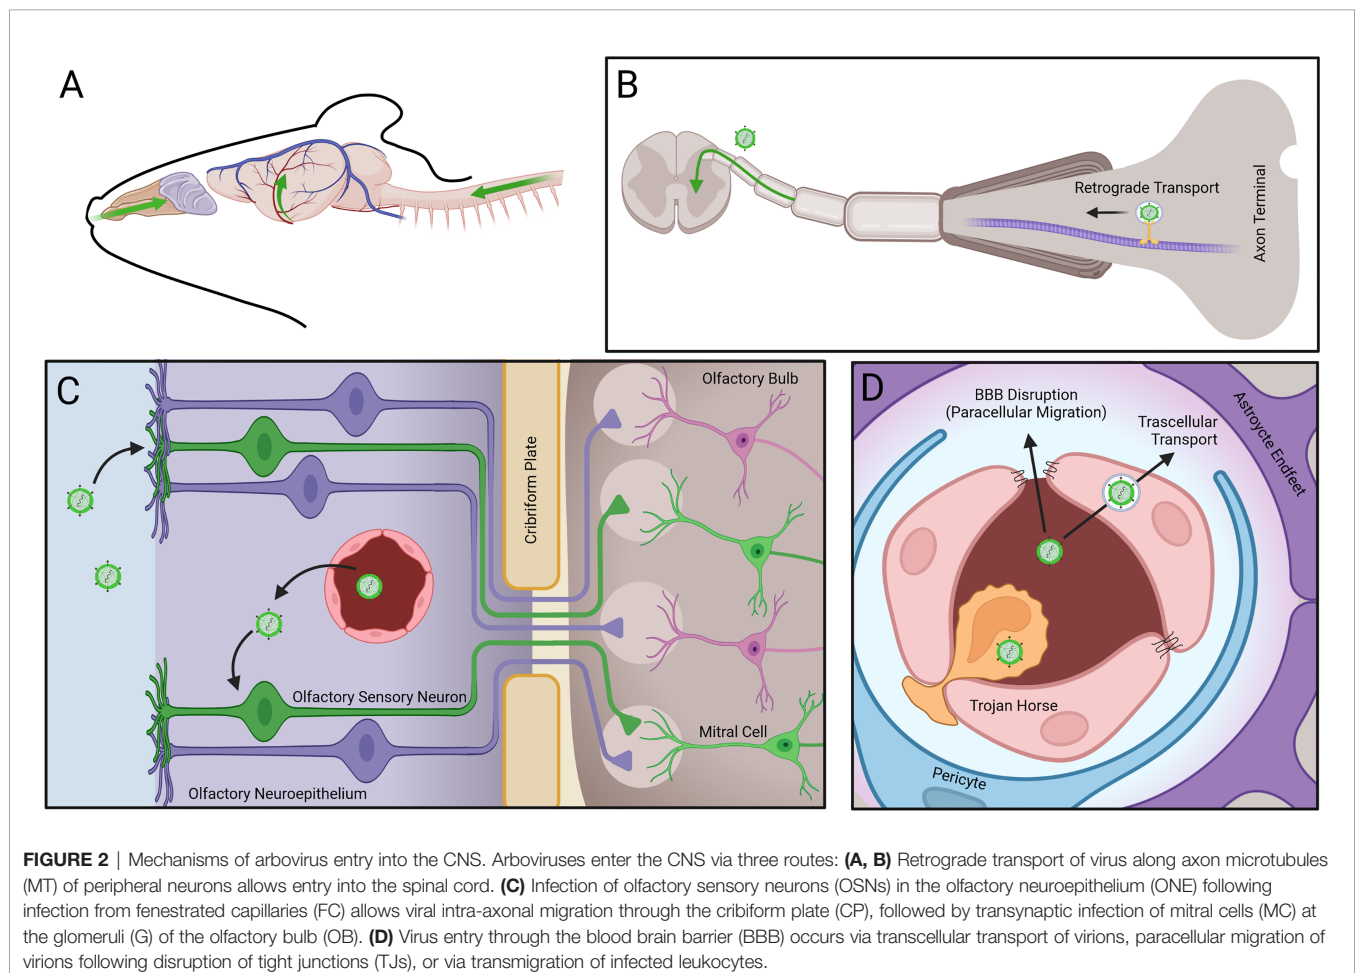 A
B
Retrograde Transport
Axon Terminal
C
Olfactory Bulb
Cribriform Plate
Olfactory Sensory Neuron
Mitral Cell
Olfactory Neuroepithelium
D
BBB Disruption
(Paracellular Migration)
Trascellular
Transport
Astroycte Endfeet
Trojan Horse
Pericyte
FIGURE 2 | Mechanisms of arbovirus entry into the CNS. Arboviruses enter the CNS via three routes: (A, B) Retrograde transport of virus along axon microtubules
(MT) of peripheral neurons allows entry into the spinal cord. (C) Infection of olfactory sensory neurons (OSNs) in the olfactory neuroepithelium (ONE) following
infection from fenestrated capillaries (FC) allows viral intra-axonal migration through the cribiform plate (CP), followed by transynaptic infection of mitral cells (MC) at
the glomeruli (G) of the olfactory bulb (OB). (D) Virus entry through the blood brain barrier (BBB) occurs via transcellular transport of virions, paracellular migration of
virions following disruption of tight junctions (TJs), or via transmigration of infected leukocytes.